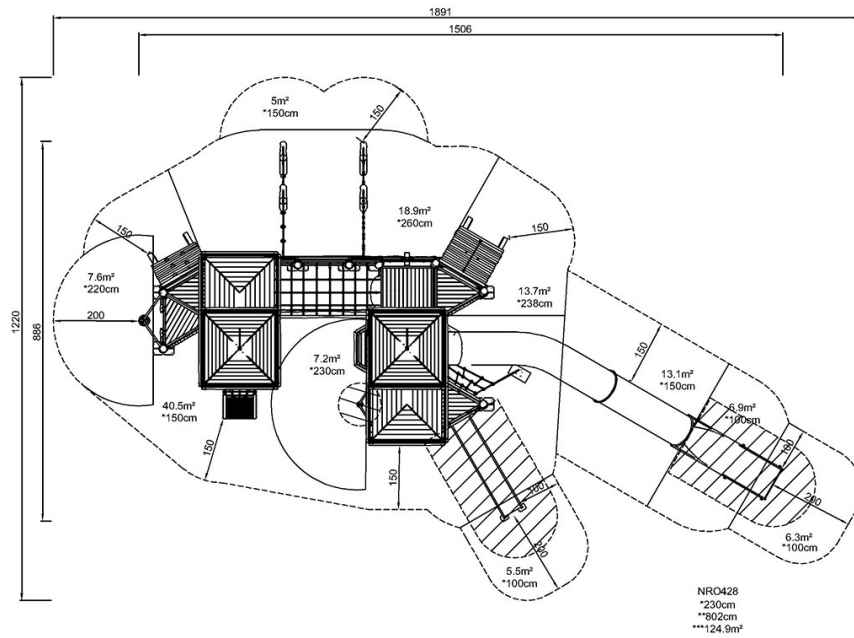 1891
1506
5m²
*150cm
150
18.9m²
*260cm
150
150
7.6m²
*220cm
13.7m²
*238cm
1220
886
200
150
7.2m²
*230cm
13.1m²
*150cm
40.5m²
*150cm
6.9m²
*100cm
150
150
100
100
200
200
6.3m²
*100cm
5.5m²
*100cm
NRO428
*230cm
**802cm
***124.9m²